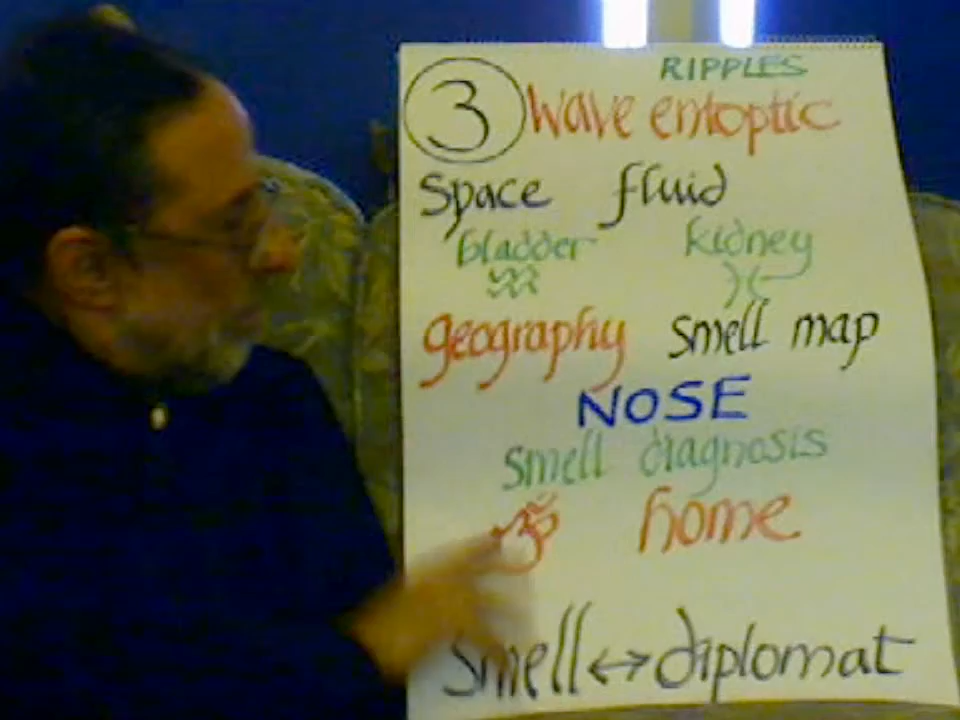 RIPPLES
3 Wave entoptic
space fluid
bladder kidney
geography smell map
NOSE
smell diagnosis
ॐ home
smell↔diplomat